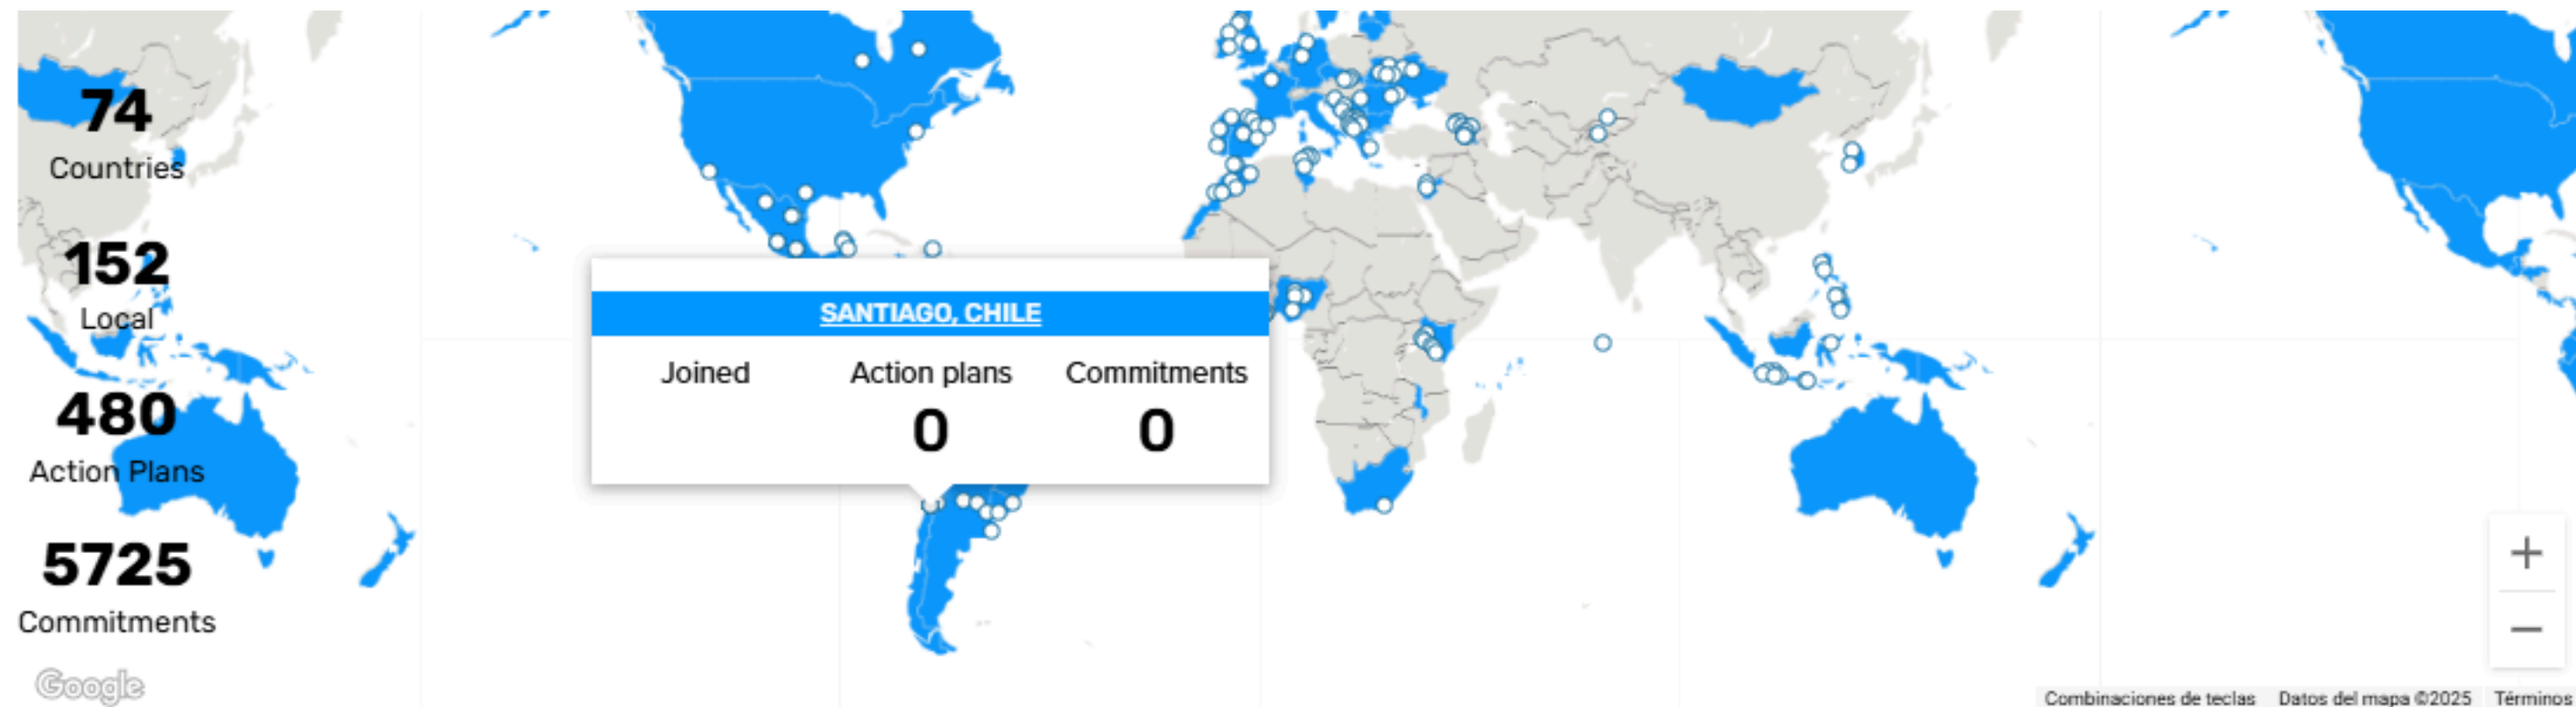 74
Countries
152
Local
480
Action Plans
5725
Commitments
SANTIAGO, CHILE
Joined Action plans Commitments
0 0
Google
+
−
Combinaciones de teclas Datos del mapa ©2025 Términos